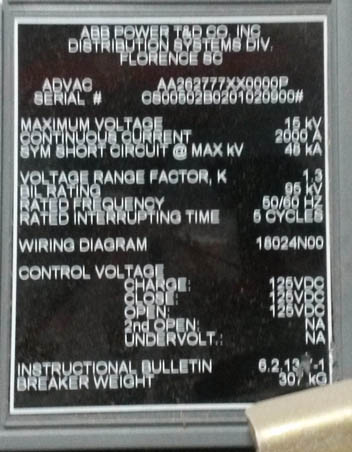 ABB POWER T&D CO. INC.
DISTRIBUTION SYSTEMS DIV.
FLORENCE SC
ADVAC AA262777XX0000P
SERIAL # CS00502B0201020900#
MAXIMUM VOLTAGE 15 kV
CONTINUOUS CURRENT 2000 A
SYM SHORT CIRCUIT @ MAX kV 48 kA
VOLTAGE RANGE FACTOR, K 1.3
BIL RATING 95 kV
RATED FREQUENCY 50/60 HZ
RATED INTERRUPTING TIME 5 CYCLES
WIRING DIAGRAM 18024N00
CONTROL VOLTAGE
CHARGE: 125VDC
CLOSE: 125VDC
OPEN: 125VDC
2nd OPEN: NA
UNDERVOLT.: NA
INSTRUCTIONAL BULLETIN
BREAKER WEIGHT 307 kG